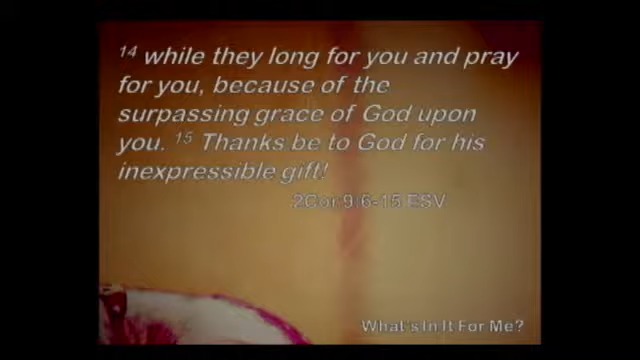 14 while they long for you and pray
for you, because of the
surpassing grace of God upon
you. 15 Thanks be to God for his
inexpressible gift!
2Cor 9:6-15 ESV
What's In It For Me?